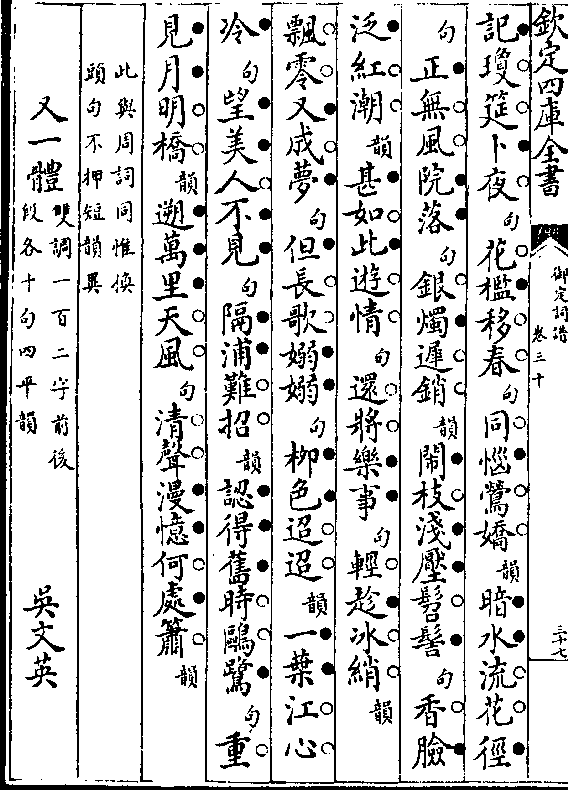 欽定四庫全書
御定詞譜
卷三十
三十七
記瓊筵卜夜句花檻移春句同惱鶯嬌韻暗水流花徑
句正無風院落句銀燭遲銷韻鬧枝淺壓髻髻句香臉
泛紅潮韻甚如此遊情句還將樂事句輕趁冰綃韻
飄零又成夢句但長歌嫋嫋句柳色迢迢韻一葉江心
冷句望美人不見句隔浦難招韻認得舊時鷗鷺句重
見月明橋韻遡萬里天風句清聲漫憶何處簫韻
此與周詞同惟換
頭句不押短韻異
又一體雙調一百二字前後
段各十句四平韻
吳文英